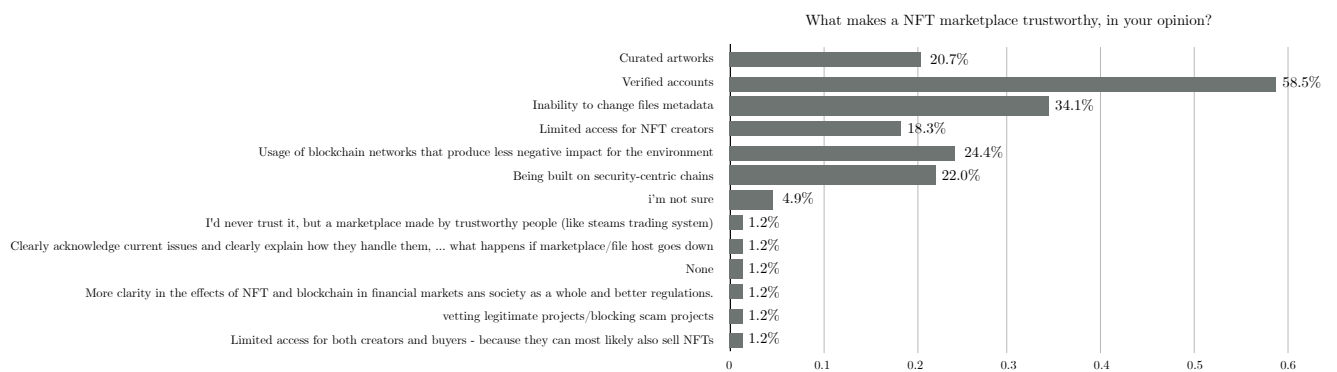 What makes a NFT marketplace trustworthy, in your opinion?
Curated artworks 20.7%
Verified accounts 58.5%
Inability to change files metadata 34.1%
Limited access for NFT creators 18.3%
Usage of blockchain networks that produce less negative impact for the environment 24.4%
Being built on security-centric chains 22.0%
i'm not sure 4.9%
I'd never trust it, but a marketplace made by trustworthy people (like steams trading system) 1.2%
Clearly acknowledge current issues and clearly explain how they handle them, ... what happens if marketplace/file host goes down 1.2%
None 1.2%
More clarity in the effects of NFT and blockchain in financial markets ans society as a whole and better regulations. 1.2%
vetting legitimate projects/blocking scam projects 1.2%
Limited access for both creators and buyers - because they can most likely also sell NFTs 1.2%
0 0.1 0.2 0.3 0.4 0.5 0.6